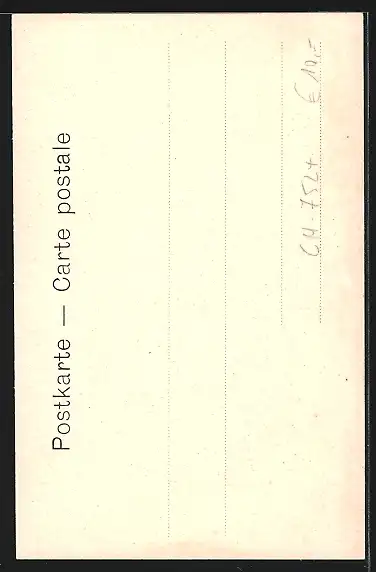 Postkarte — Carte postale
CH-7524 € 10,-